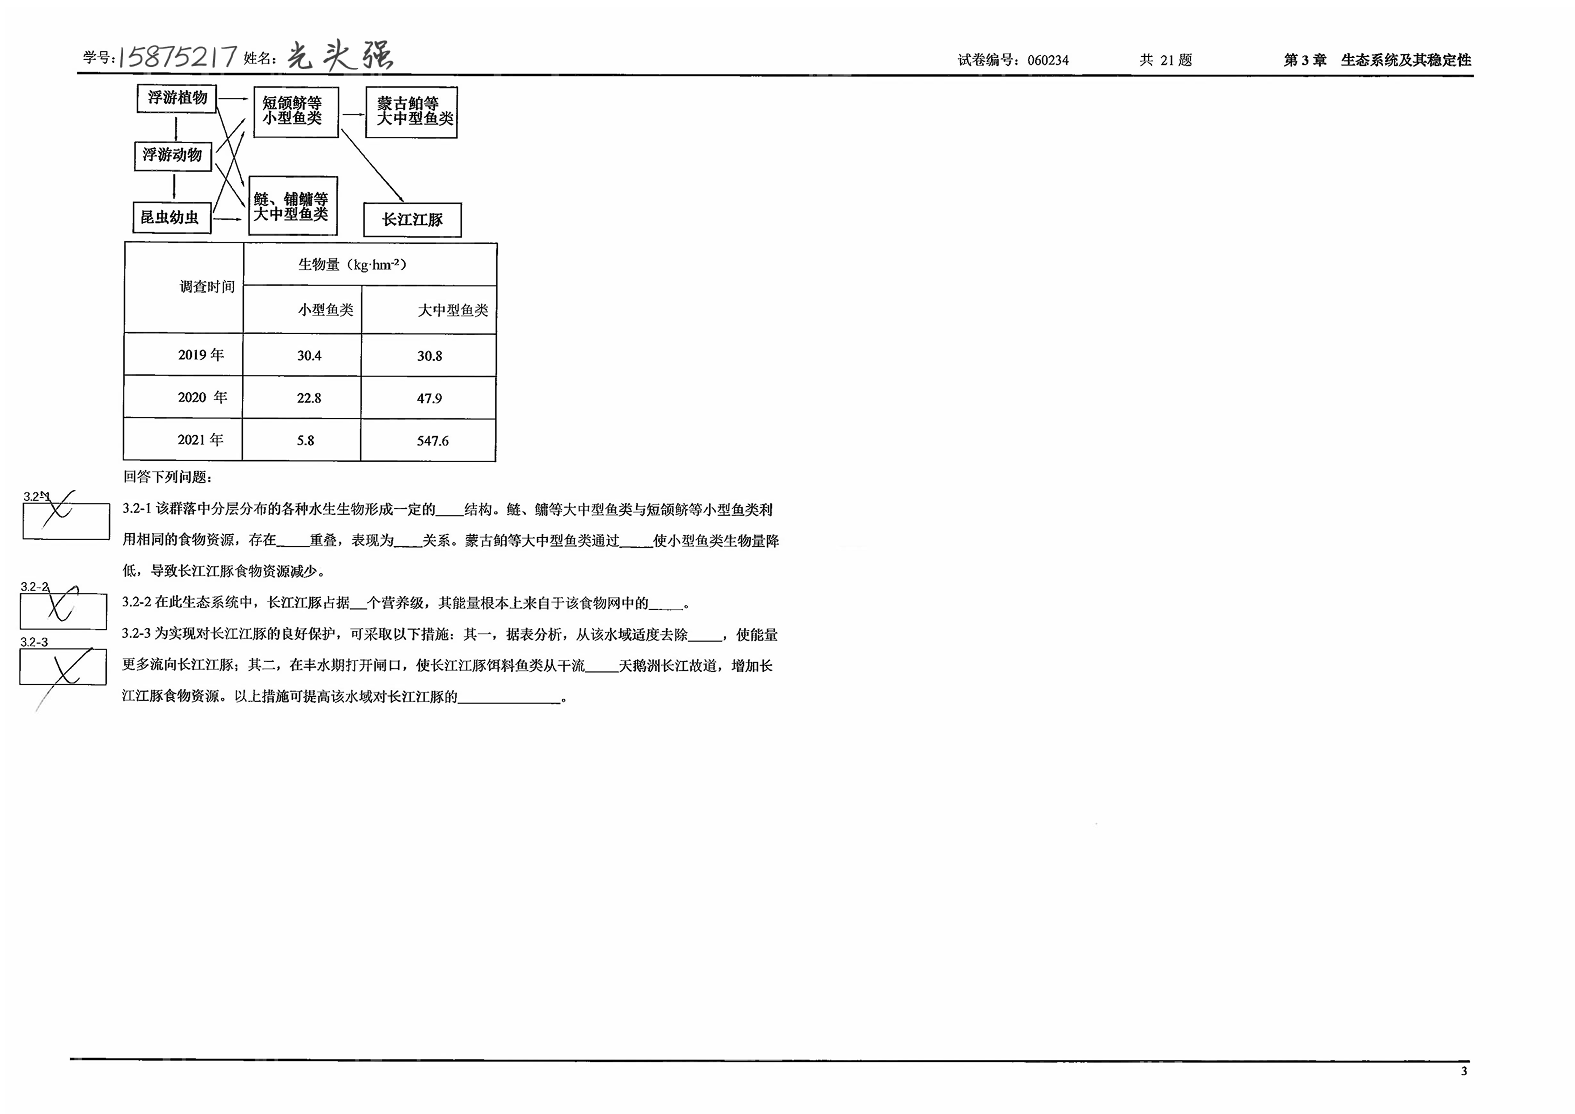 学号:15875217 姓名: 光头强 试卷编号：060234 共 21 题 第 3 章 生态系统及其稳定性
浮游植物
短颌鲚等
小型鱼类
蒙古鲌等
大中型鱼类
浮游动物
鲢、铺鳙等
大中型鱼类
昆虫幼虫
长江江豚
调查时间 生物量（kg·hm-2）
小型鱼类 大中型鱼类
2019 年 30.4 30.8
2020 年 22.8 47.9
2021 年 5.8 547.6
回答下列问题：
3.2-1
3.2-1 该群落中分层分布的各种水生生物形成一定的____结构。鲢、鳙等大中型鱼类与短颌鲚等小型鱼类利
用相同的食物资源，存在_____重叠，表现为____关系。蒙古鲌等大中型鱼类通过_____使小型鱼类生物量降
低，导致长江江豚食物资源减少。
3.2-2
3.2-2 在此生态系统中，长江江豚占据__个营养级，其能量根本上来自于该食物网中的_____。
3.2-3
3.2-3 为实现对长江江豚的良好保护，可采取以下措施：其一，据表分析，从该水域适度去除_____，使能量
更多流向长江江豚；其二，在丰水期打开闸口，使长江江豚饵料鱼类从干流_____天鹅洲长江故道，增加长
江江豚食物资源。以上措施可提高该水域对长江江豚的_______________。
3